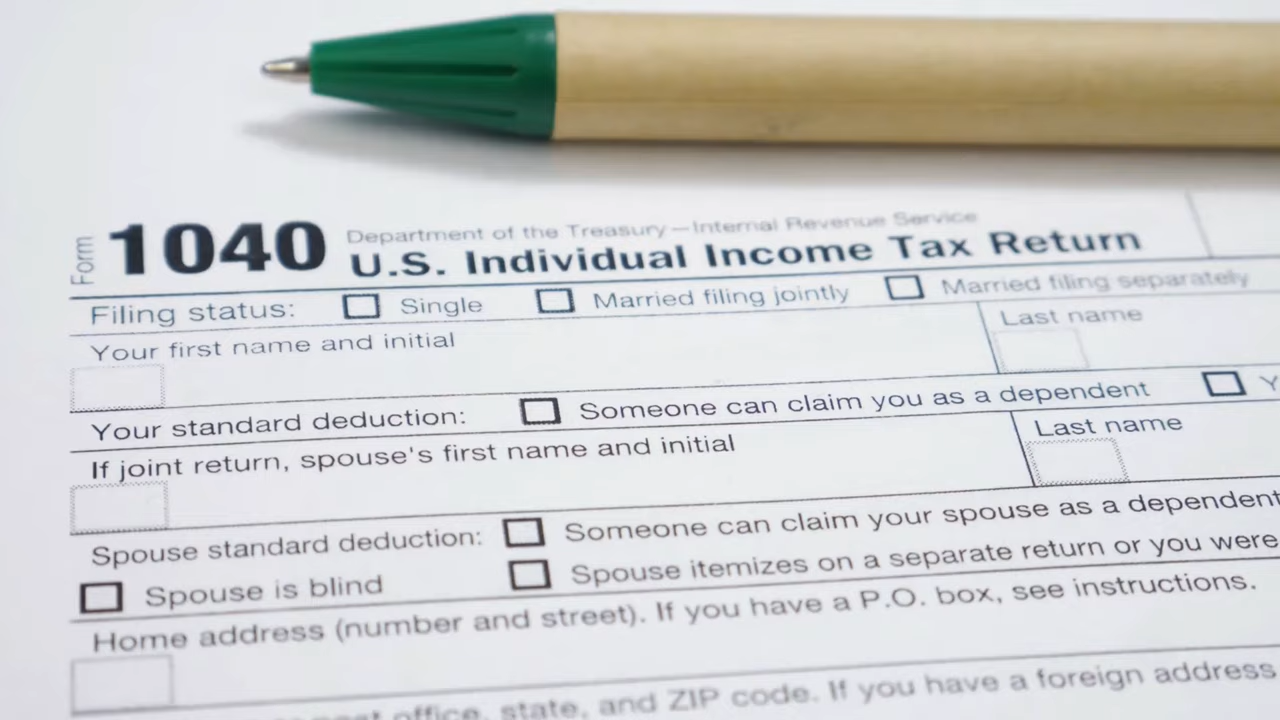 Form 1040 Department of the Treasury—Internal Revenue Service
U.S. Individual Income Tax Return
Filing status: Single Married filing jointly Married filing separately
Your first name and initial Last name
Your standard deduction: Someone can claim you as a dependent Y
If joint return, spouse's first name and initial Last name
Spouse standard deduction: Someone can claim your spouse as a dependent
Spouse is blind Spouse itemizes on a separate return or you were
Home address (number and street). If you have a P.O. box, see instructions.
office, state, and ZIP code. If you have a foreign address